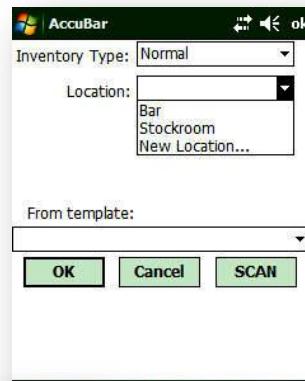 AccuBar ok
Inventory Type: Normal
Location:
Bar
Stockroom
New Location...
From template:
OK Cancel SCAN